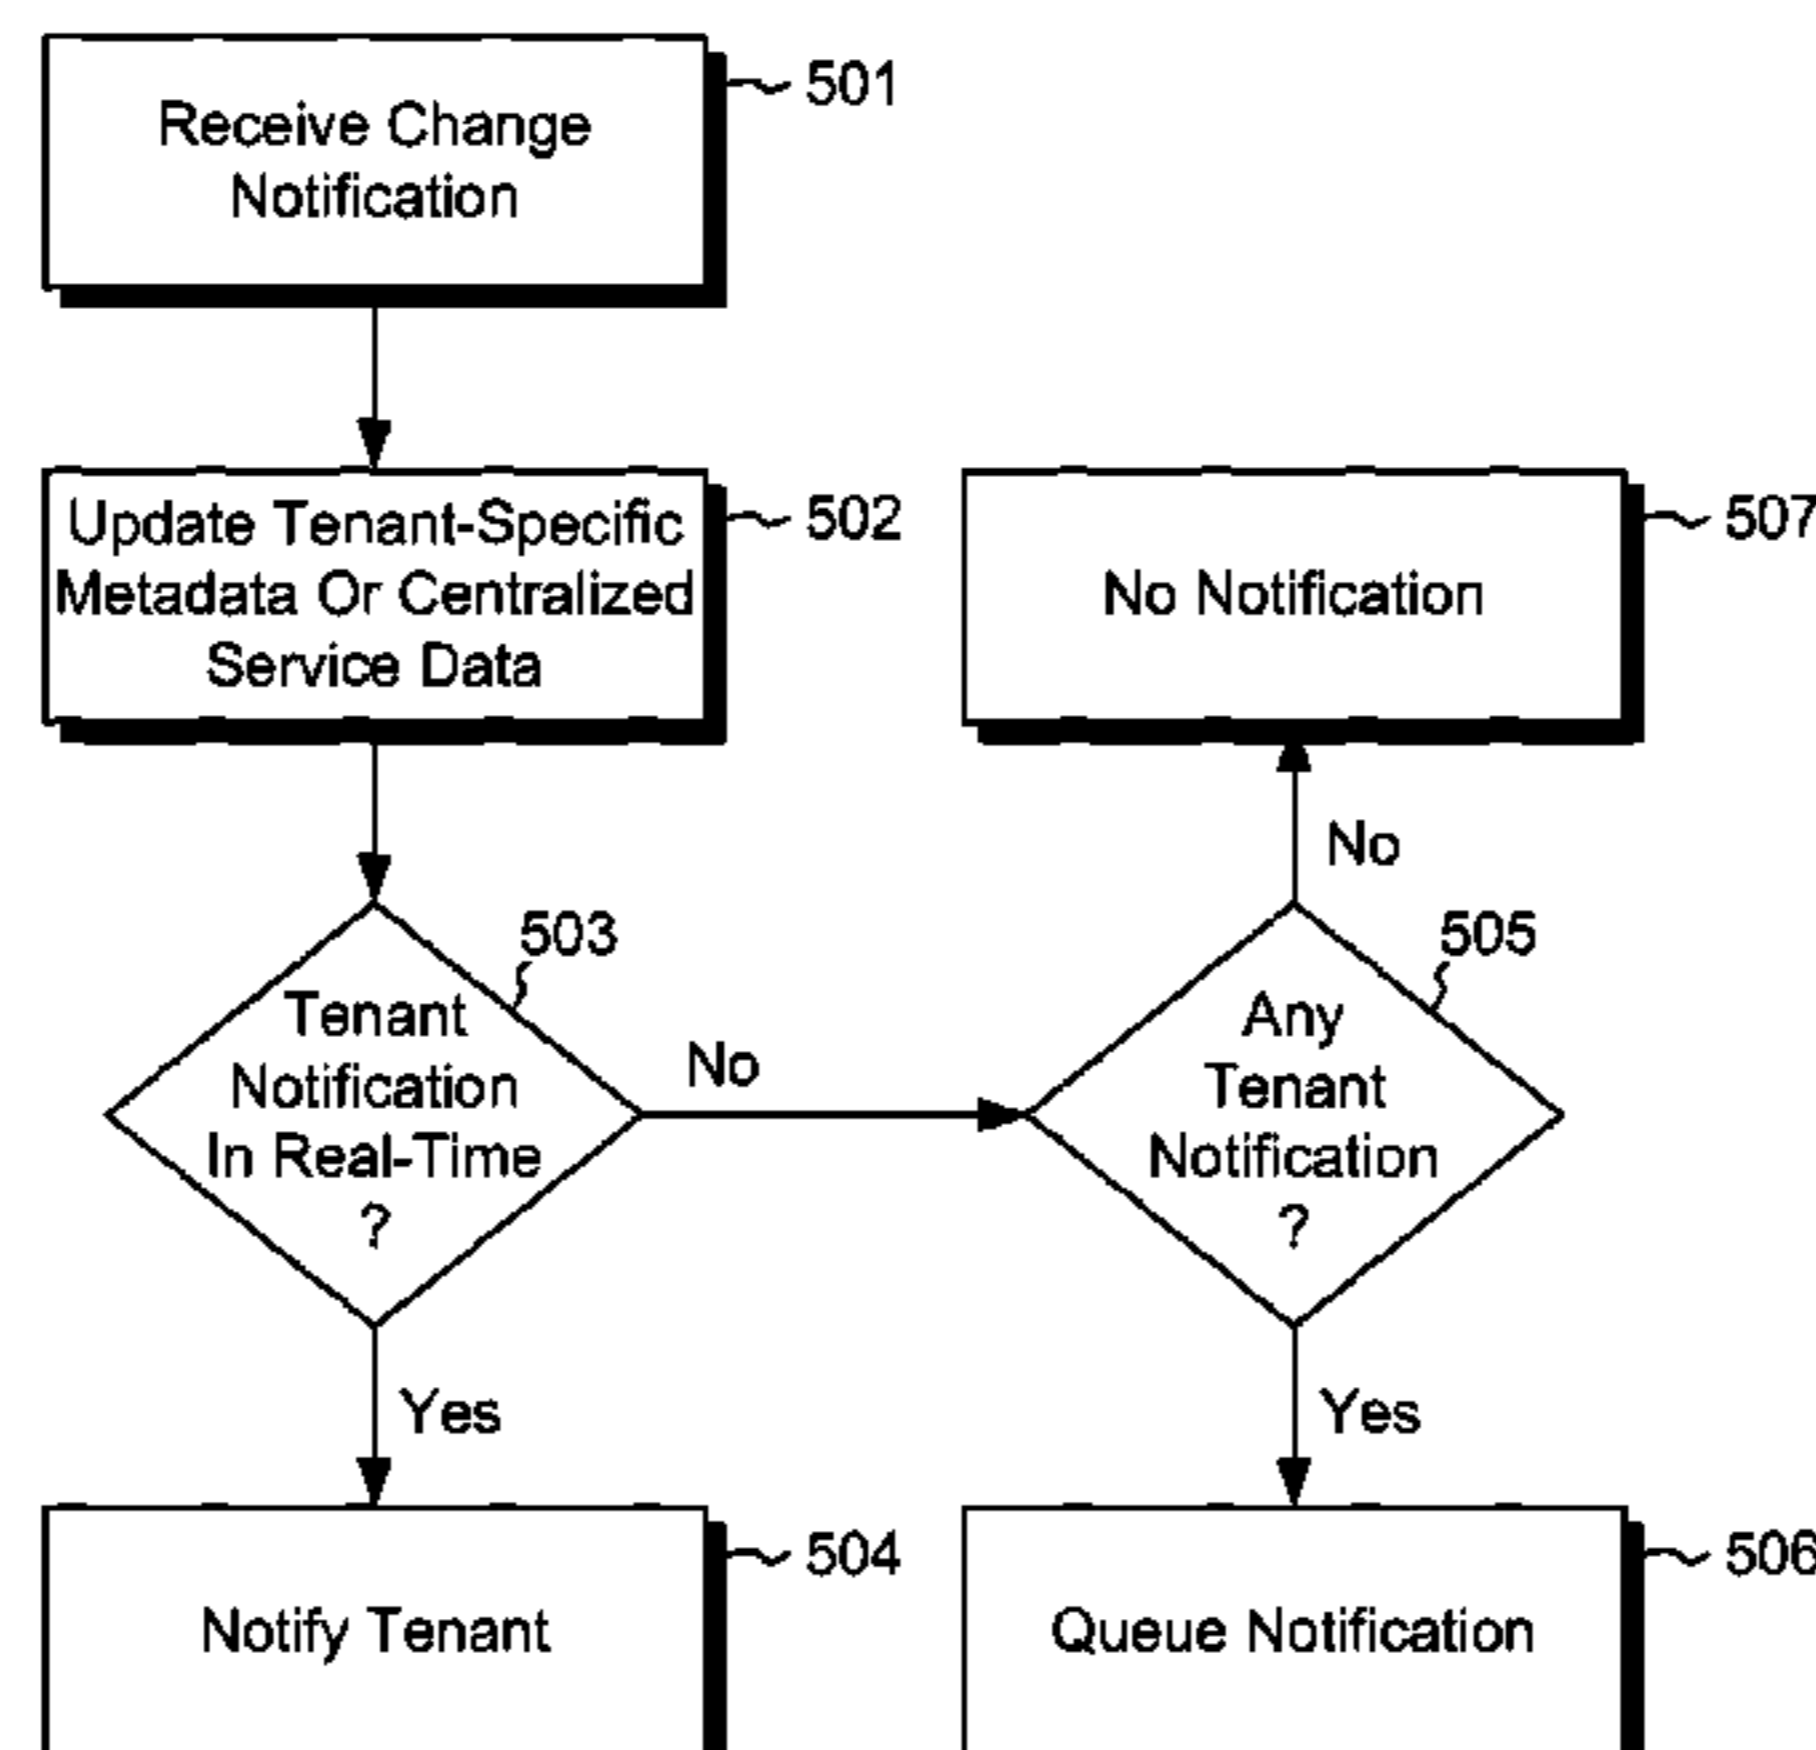 Receive Change
Notification
501
Update Tenant-Specific
Metadata Or Centralized
Service Data
502
No Notification
507
No
503
Tenant
Notification
In Real-Time
?
No
505
Any
Tenant
Notification
?
Yes
Yes
Notify Tenant
504
Queue Notification
506